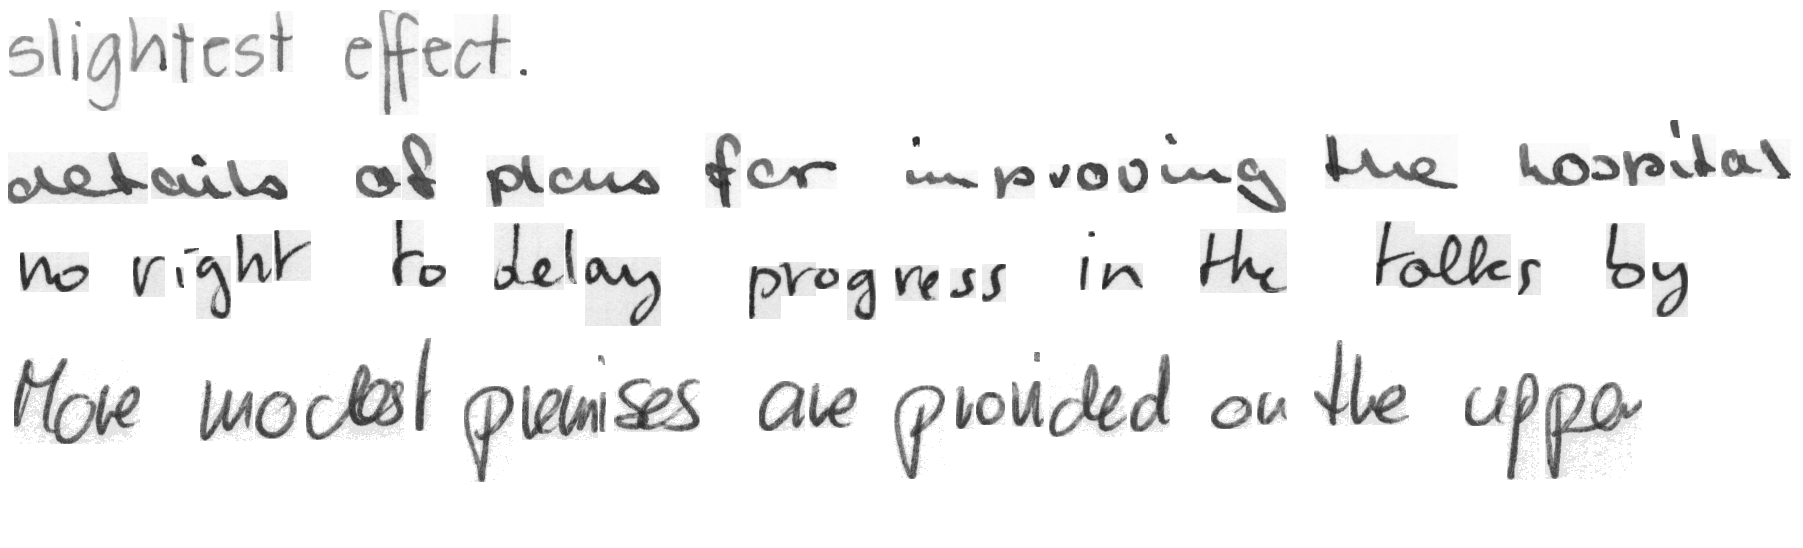 slightest effect.
details of plans for improving the hospital
no right to delay progress in the talks by
More modest premises are provided on the upper